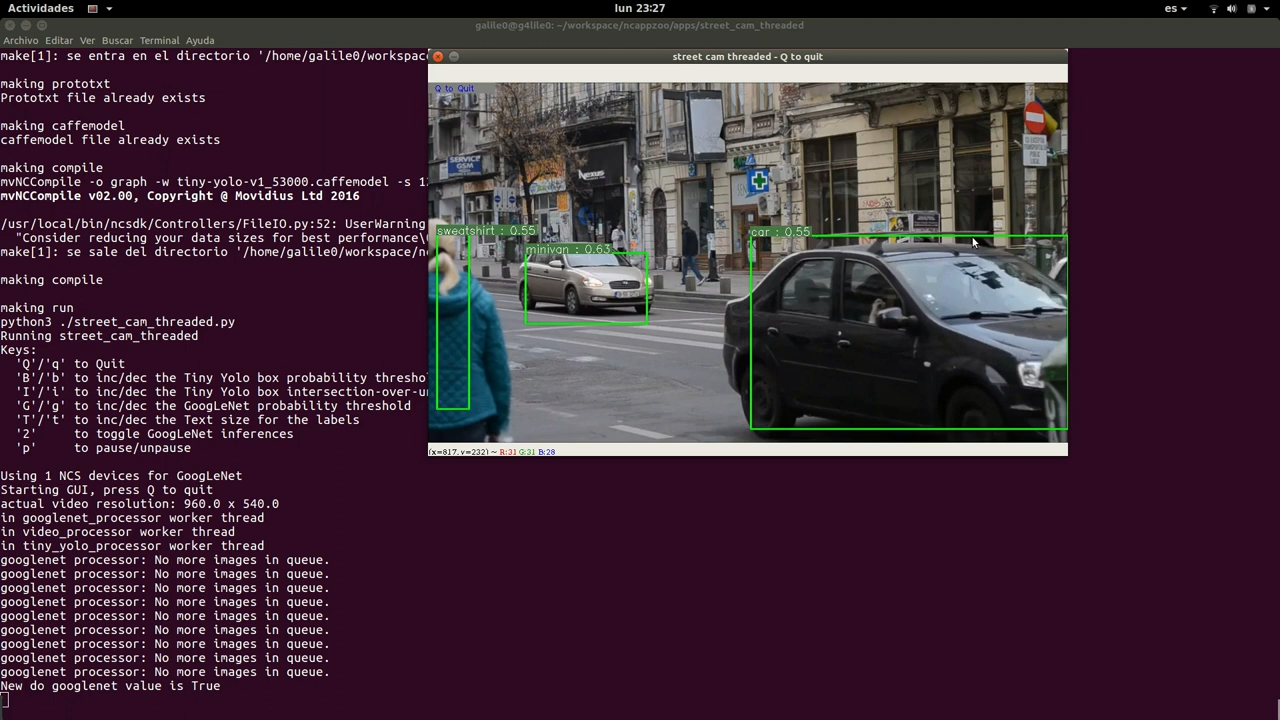 Actividades
lun 23:27
es
galile0@g4lile0: ~/workspace/ncappzoo/apps/street_cam_threaded
Archivo Editar Ver Buscar Terminal Ayuda
make[1]: se entra en el directorio '/home/galile0/workspace
making prototxt
Prototxt file already exists
making caffemodel
caffemodel file already exists
making compile
mvNCCompile -o graph -w tiny-yolo-v1_53000.caffemodel -s 12
mvNCCompile v02.00, Copyright @ Movidius Ltd 2016
/usr/local/bin/ncsdk/Controllers/FileIO.py:52: UserWarning
"Consider reducing your data sizes for best performance\
make[1]: se sale del directorio '/home/galile0/workspace/n
making compile
making run
python3 ./street_cam_threaded.py
Running street_cam_threaded
Keys:
'Q'/'q' to Quit
'B'/'b' to inc/dec the Tiny Yolo box probability thresho
'I'/'i' to inc/dec the Tiny Yolo box intersection-over-u
'G'/'g' to inc/dec the GoogLeNet probability threshold
'T'/'t' to inc/dec the Text size for the labels
'2' to toggle GoogLeNet inferences
'p' to pause/unpause
Using 1 NCS devices for GoogLeNet
Starting GUI, press Q to quit
actual video resolution: 960.0 x 540.0
in googlenet_processor worker thread
in video_processor worker thread
in tiny_yolo_processor worker thread
googlenet processor: No more images in queue.
googlenet processor: No more images in queue.
googlenet processor: No more images in queue.
googlenet processor: No more images in queue.
googlenet processor: No more images in queue.
googlenet processor: No more images in queue.
googlenet processor: No more images in queue.
googlenet processor: No more images in queue.
googlenet processor: No more images in queue.
New do googlenet value is True
street cam threaded - Q to quit
Q to Quit
SERVICE
GSM
Nexus
sweatshirt : 0.55
minivan : 0.63
car : 0.55
(x=817, y=232) ~ R:31 G:31 B:28